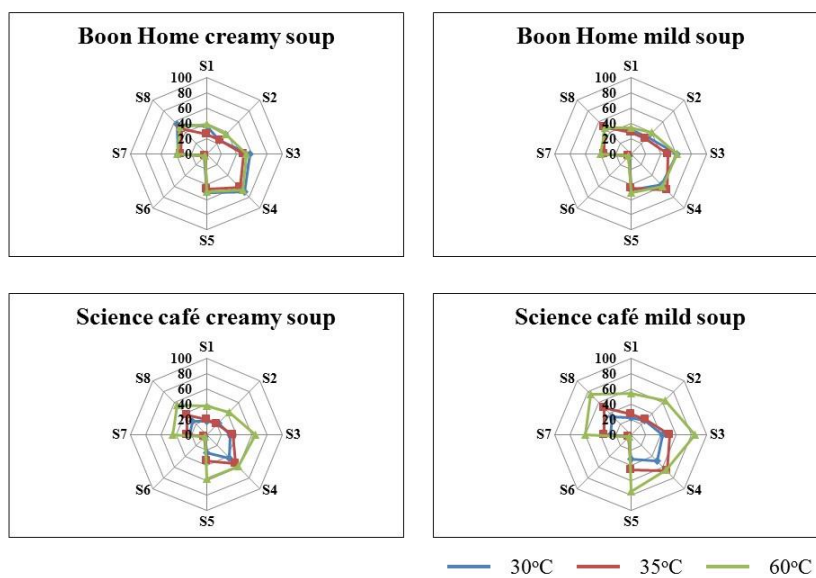 Boon Home creamy soup
S1
100
80
60
40
20
0
S2
S3
S4
S5
S6
S7
S8
Boon Home mild soup
S1
100
80
60
40
20
0
S2
S3
S4
S5
S6
S7
S8
Science café creamy soup
S1
100
80
60
40
20
0
S2
S3
S4
S5
S6
S7
S8
Science café mild soup
S1
100
80
60
40
20
0
S2
S3
S4
S5
S6
S7
S8
30°C 35°C 60°C